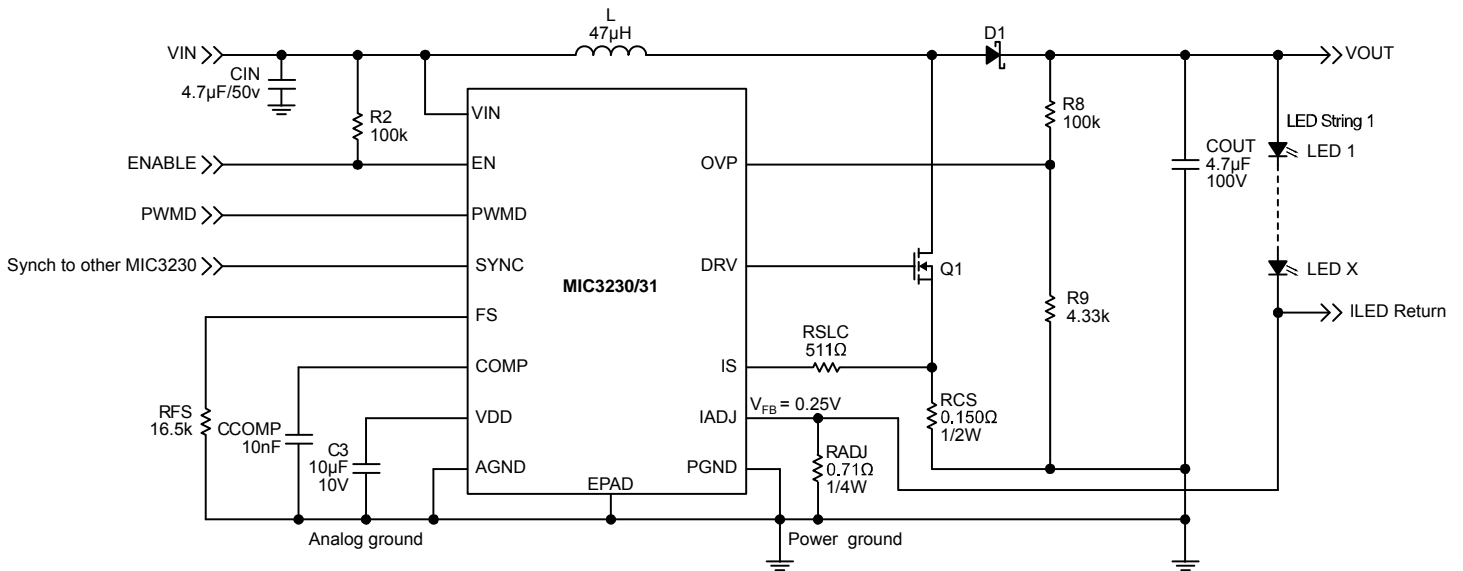 L
47µH
D1
VIN
VOUT
CIN
4.7µF/50v
R2
100k
VIN
R8
100k
LED String 1
ENABLE
EN
OVP
COUT
4.7µF
100V
LED 1
PWMD
PWMD
Synch to other MIC3230
SYNC
DRV
Q1
LED X
MIC3230/31
R9
4.33k
FS
ILED Return
RSLC
511Ω
COMP
IS
RFS
16.5k
CCOMP
10nF
VDD
VFB = 0.25V
IADJ
RCS
0.150Ω
1/2W
C3
10µF
10V
AGND
PGND
RADJ
0.71Ω
1/4W
EPAD
Analog ground
Power ground